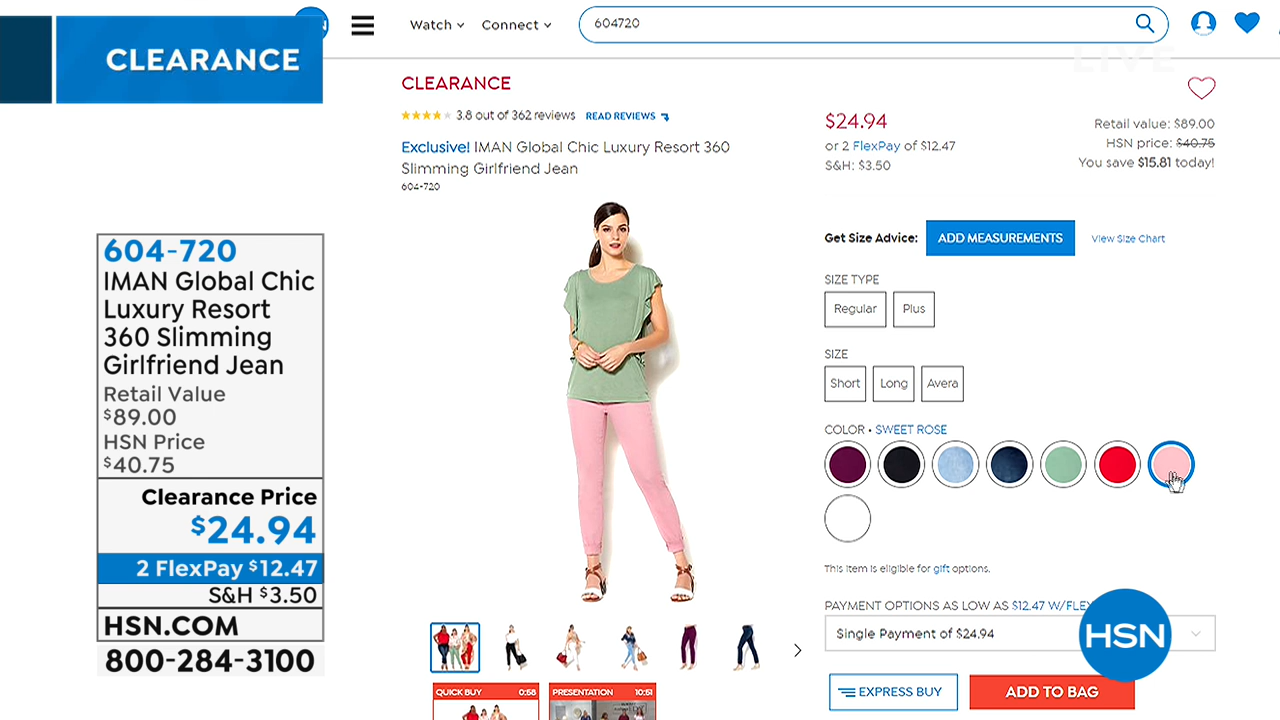 CLEARANCE
Watch
Connect
604720
LIVE
CLEARANCE
3.8 out of 362 reviews
READ REVIEWS
Exclusive! IMAN Global Chic Luxury Resort 360
Slimming Girlfriend Jean
604-720
$24.94
or 2 FlexPay of $12.47
S&H: $3.50
Retail value: $89.00
HSN price: $40.75
You save $15.81 today!
Get Size Advice:
ADD MEASUREMENTS
View Size Chart
SIZE TYPE
Regular
Plus
SIZE
Short
Long
Avera
COLOR • SWEET ROSE
This item is eligible for gift options.
PAYMENT OPTIONS AS LOW AS $12.47 W/FLEX
Single Payment of $24.94
HSN
EXPRESS BUY
ADD TO BAG
QUICK BUY 0:58
PRESENTATION 10:51
604-720
IMAN Global Chic
Luxury Resort
360 Slimming
Girlfriend Jean
Retail Value
$89.00
HSN Price
$40.75
Clearance Price
$24.94
2 FlexPay $12.47
S&H $3.50
HSN.COM
800-284-3100